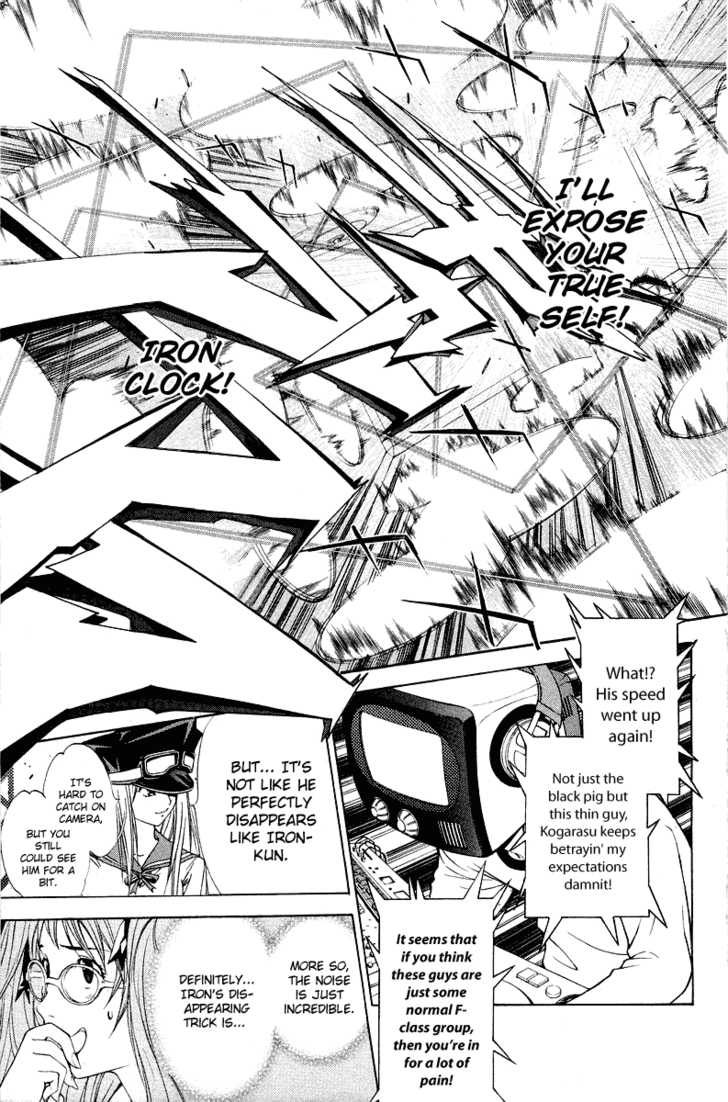 I'LL
EXPOSE
YOUR
TRUE
SELF!
IRON
CLOCK!
What!?
His speed
went up
again!
Not just the
black pig but
this thin guy,
Kogarasu keeps
betrayin' my
expectations
damnit!
It seems that
if you think
these guys are
just some
normal F-
class group,
then you're in
for a lot of
pain!
BUT... IT'S
NOT LIKE HE
PERFECTLY
DISAPPEARS
LIKE IRON-
KUN.
IT'S
HARD TO
CATCH ON
CAMERA,
BUT YOU
STILL
COULD SEE
HIM FOR A
BIT.
MORE SO,
THE NOISE
IS JUST
INCREDIBLE.
DEFINITELY...
IRON'S DIS-
APPEARING
TRICK IS...